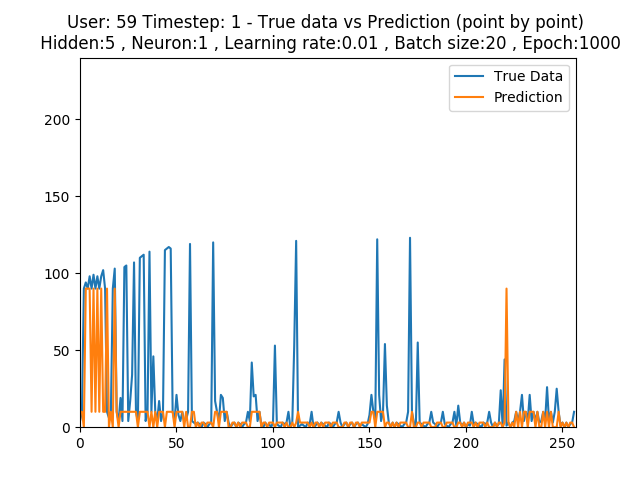 User: 59 Timestep: 1 - True data vs Prediction (point by point)
Hidden:5 , Neuron:1 , Learning rate:0.01 , Batch size:20 , Epoch:1000
True Data
Prediction
200
150
100
50
0
0 50 100 150 200 250